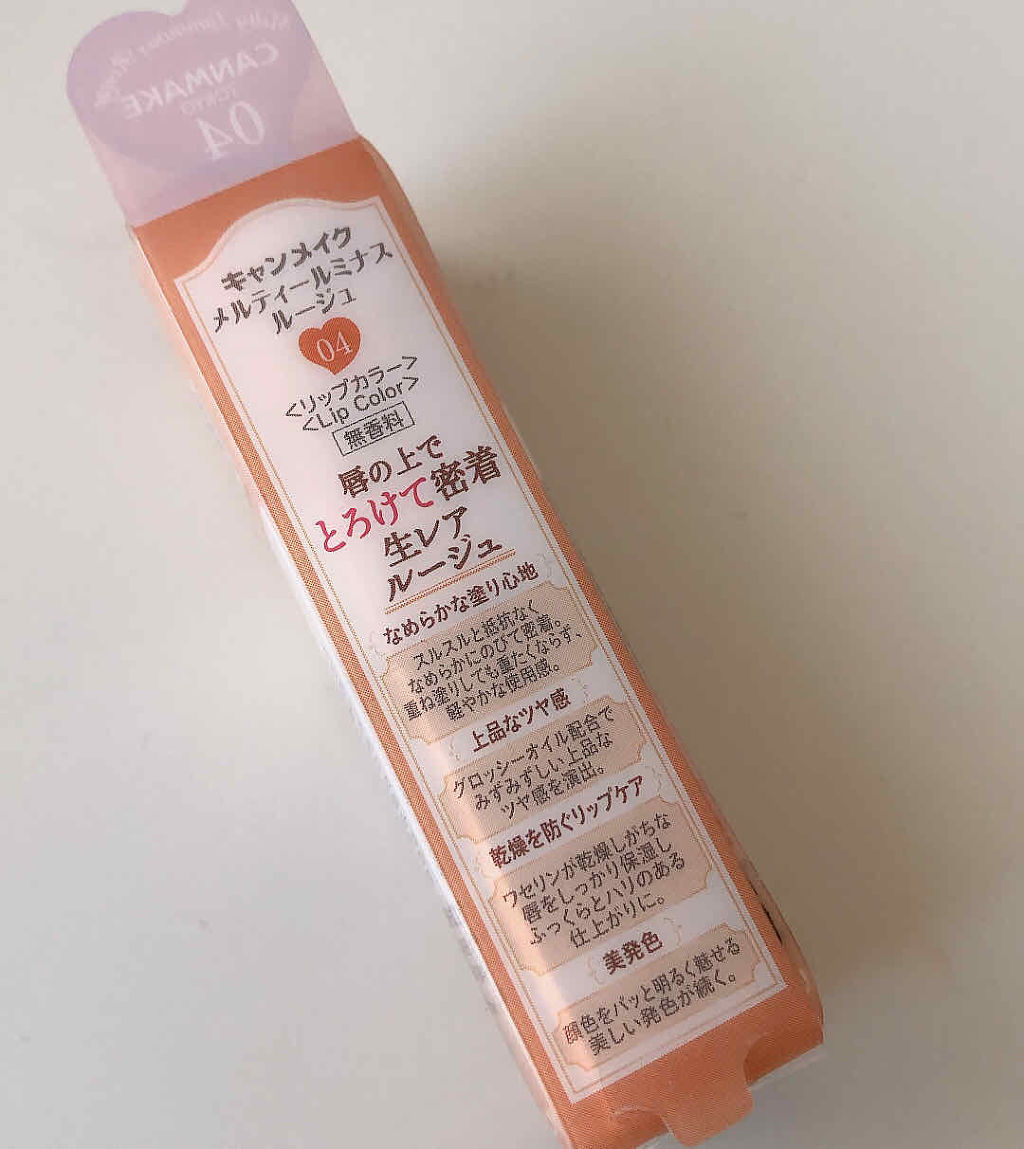 Melty Luminous Rouge
CANMAKE
TOKYO
04
キャンメイク
メルティールミナス
ルージュ
04
<リップカラー>
<Lip Color>
無香料
唇の上で
とろけて密着
生レア
ルージュ
なめらかな塗り心地
スルスルと抵抗なく
なめらかにのびて密着。
重ね塗りしても重たくならず、
軽やかな使用感。
上品なツヤ感
グロッシーオイル配合で
みずみずしい上品な
ツヤ感を演出。
乾燥を防ぐリップケア
ワセリンが乾燥しがちな
唇をしっかり保湿し
ふっくらとハリのある
仕上がりに。
美発色
顔色をパッと明るく魅せる
美しい発色が続く。